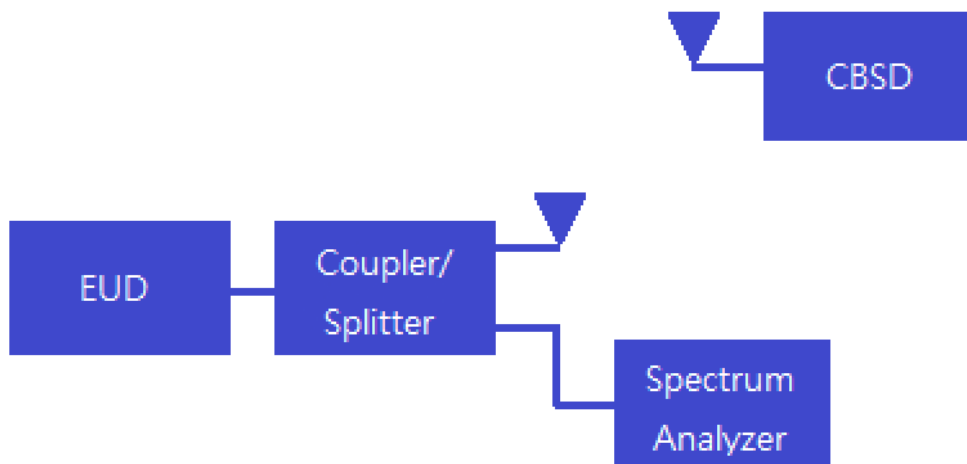 CBSD
EUD
Coupler/
Splitter
Spectrum
Analyzer